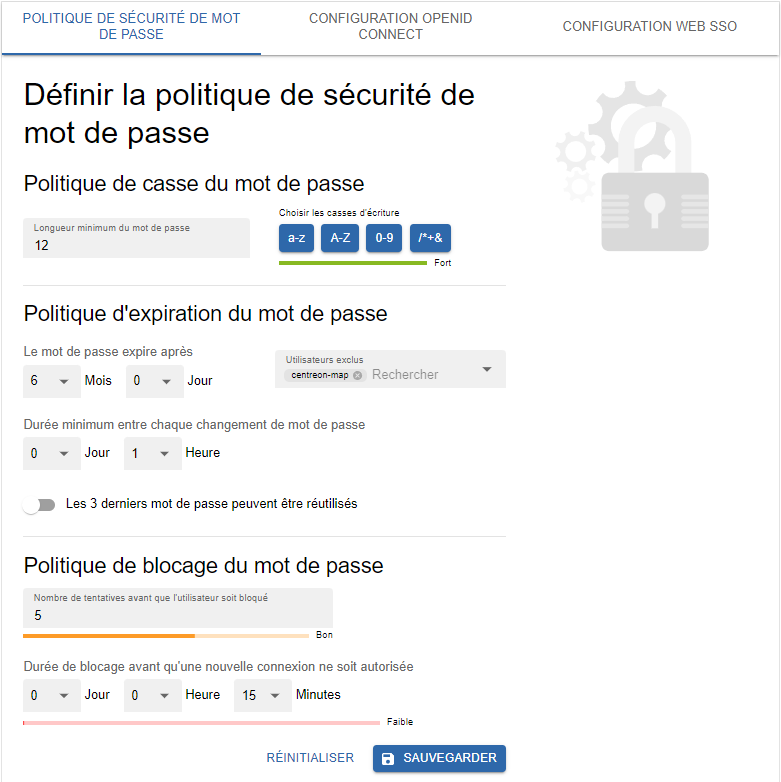 POLITIQUE DE SÉCURITÉ DE MOT
DE PASSE
CONFIGURATION OPENID
CONNECT
CONFIGURATION WEB SSO
Définir la politique de sécurité de
mot de passe
Politique de casse du mot de passe
Longueur minimum du mot de passe
12
Choisir les casses d'écriture
a-z A-Z 0-9 /*+&
Fort
Politique d'expiration du mot de passe
Le mot de passe expire après
6 Mois 0 Jour
Utilisateurs exclus
centreon-map Rechercher
Durée minimum entre chaque changement de mot de passe
0 Jour 1 Heure
Les 3 derniers mot de passe peuvent être réutilisés
Politique de blocage du mot de passe
Nombre de tentatives avant que l'utilisateur soit bloqué
5
Bon
Durée de blocage avant qu'une nouvelle connexion ne soit autorisée
0 Jour 0 Heure 15 Minutes
Faible
RÉINITIALISER SAUVEGARDER